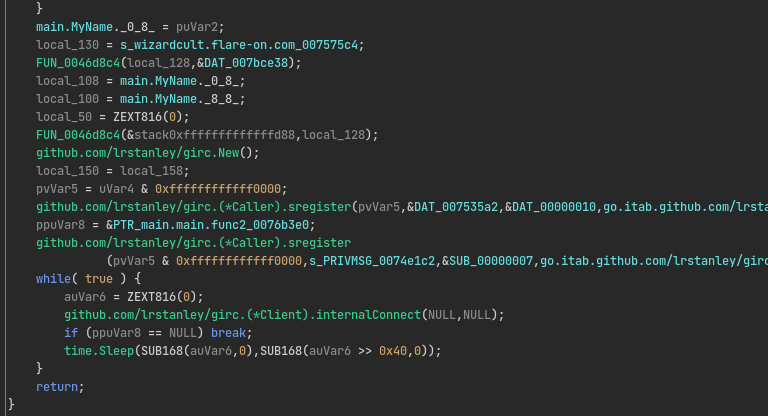 }
main.MyName._0_8_ = puVar2;
local_130 = s_wizardcult.flare-on.com_007575c4;
FUN_0046d8c4(local_128,&DAT_007bce38);
local_108 = main.MyName._0_8_;
local_100 = main.MyName._8_8_;
local_50 = ZEXT816(0);
FUN_0046d8c4(&stack0xfffffffffffffd88,local_128);
github.com/lrstanley/girc.New();
local_150 = local_158;
pvVar5 = uVar4 & 0xffffffffffff0000;
github.com/lrstanley/girc.(*Caller).sregister(pvVar5,&DAT_007535a2,&DAT_00000010,go.itab.github.com/lrsta
ppuVar8 = &PTR_main.main.func2_0076b3e0;
github.com/lrstanley/girc.(*Caller).sregister
(pvVar5 & 0xffffffffffff0000,s_PRIVMSG_0074e1c2,&SUB_00000007,go.itab.github.com/lrstanley/girc
while( true ) {
auVar6 = ZEXT816(0);
github.com/lrstanley/girc.(*Client).internalConnect(NULL,NULL);
if (ppuVar8 == NULL) break;
time.Sleep(SUB168(auVar6,0),SUB168(auVar6 >> 0x40,0));
}
return;
}